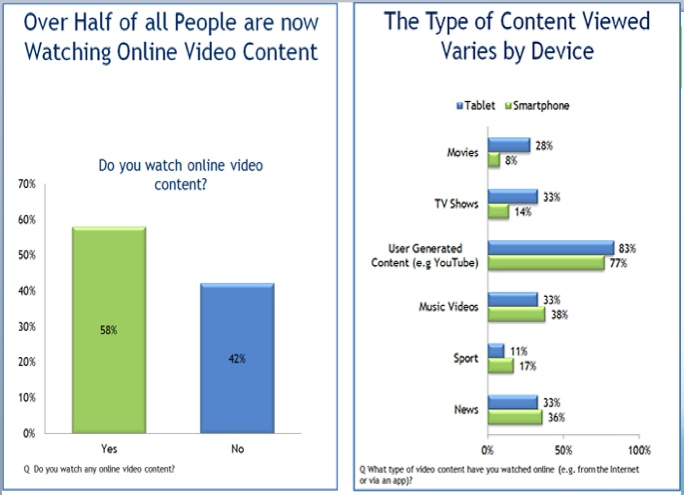 Over Half of all People are now
Watching Online Video Content
Do you watch online video
content?
70%
60%
50%
40%
30%
20%
10%
0%
58%
42%
Yes
No
Q Do you watch any online video content?
The Type of Content Viewed
Varies by Device
Tablet Smartphone
Movies
28%
8%
TV Shows
33%
14%
User Generated
Content (e.g YouTube)
83%
77%
Music Videos
33%
38%
Sport
11%
17%
News
33%
36%
0% 50% 100%
Q What type of video content have you watched online (e.g. from the Internet
or via an app)?